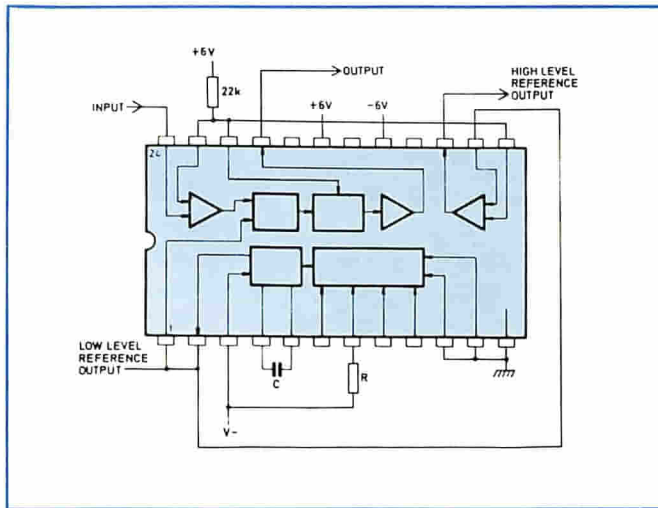 +6V
22k
OUTPUT
HIGH LEVEL
REFERENCE
OUTPUT
INPUT
+6V
-6V
24
1
LOW LEVEL
REFERENCE
OUTPUT
C
R
V-